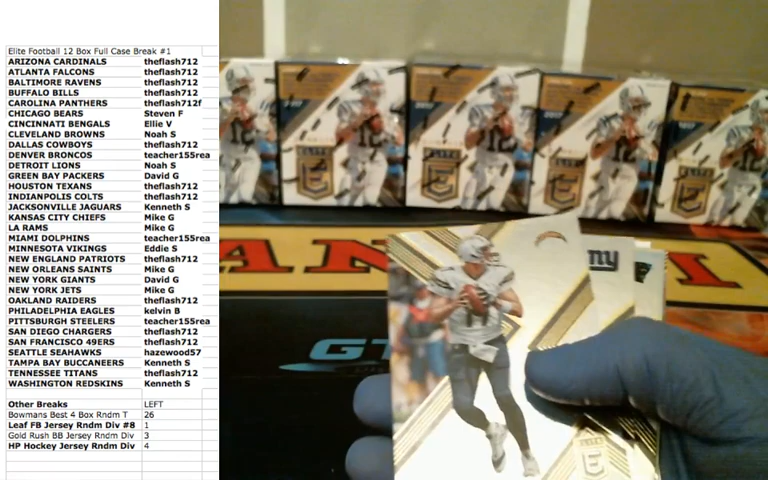 Elite Football 12 Box Full Case Break #1
ARIZONA CARDINALS theflash712
ATLANTA FALCONS theflash712
BALTIMORE RAVENS theflash712
BUFFALO BILLS theflash712
CAROLINA PANTHERS theflash712f
CHICAGO BEARS Steven F
CINCINNATI BENGALS Ellie V
CLEVELAND BROWNS Noah S
DALLAS COWBOYS theflash712
DENVER BRONCOS teacher155rea
DETROIT LIONS Noah S
GREEN BAY PACKERS David G
HOUSTON TEXANS theflash712
INDIANPOLIS COLTS theflash712
JACKSONVILLE JAGUARS Kenneth S
KANSAS CITY CHIEFS Mike G
LA RAMS Mike G
MIAMI DOLPHINS teacher155rea
MINNESOTA VIKINGS Eddie S
NEW ENGLAND PATRIOTS theflash712
NEW ORLEANS SAINTS Mike G
NEW YORK GIANTS David G
NEW YORK JETS Mike G
OAKLAND RAIDERS theflash712
PHILADELPHIA EAGLES kelvin B
PITTSBURGH STEELERS teacher155rea
SAN DIEGO CHARGERS theflash712
SAN FRANCISCO 49ERS theflash712
SEATTLE SEAHAWKS hazewood57
TAMPA BAY BUCCANEERS Kenneth S
TENNESSEE TITANS theflash712
WASHINGTON REDSKINS Kenneth S
Other Breaks LEFT
Bowmans Best 4 Box Rndm T 26
Leaf FB Jersey Rndm Div #8 1
Gold Rush BB Jersey Rndm Div 3
HP Hockey Jersey Rndm Div 4
ELITE
ELITE
ELITE
ny
GT